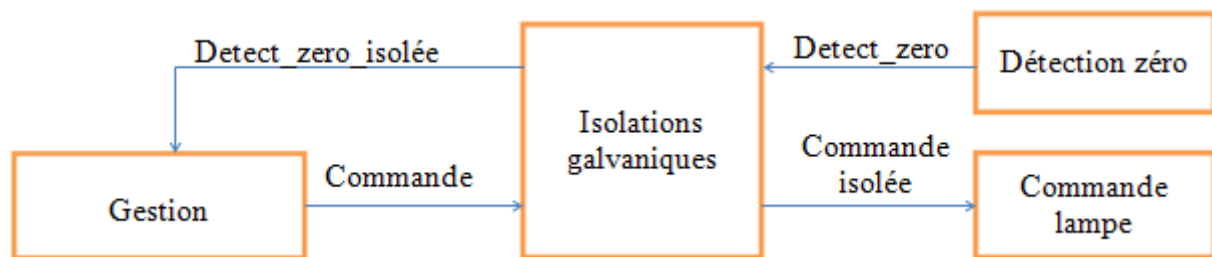 Detect_zero_isolée
Detect_zero
Détection zéro
Isolations
galvaniques
Commande
isolée
Commande
Gestion
Commande
lampe